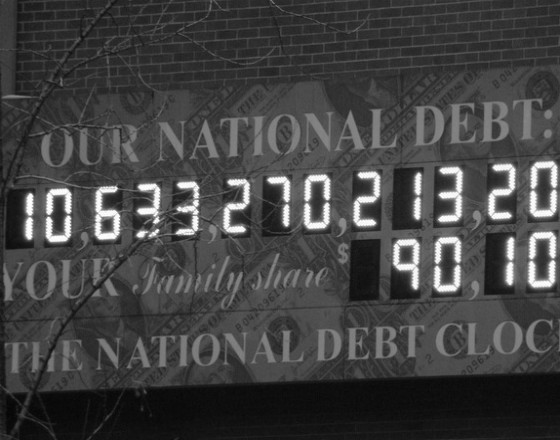 OUR NATIONAL DEBT:
10,633,270,213,20
YOUR Family share $ 90,10
THE NATIONAL DEBT CLOC